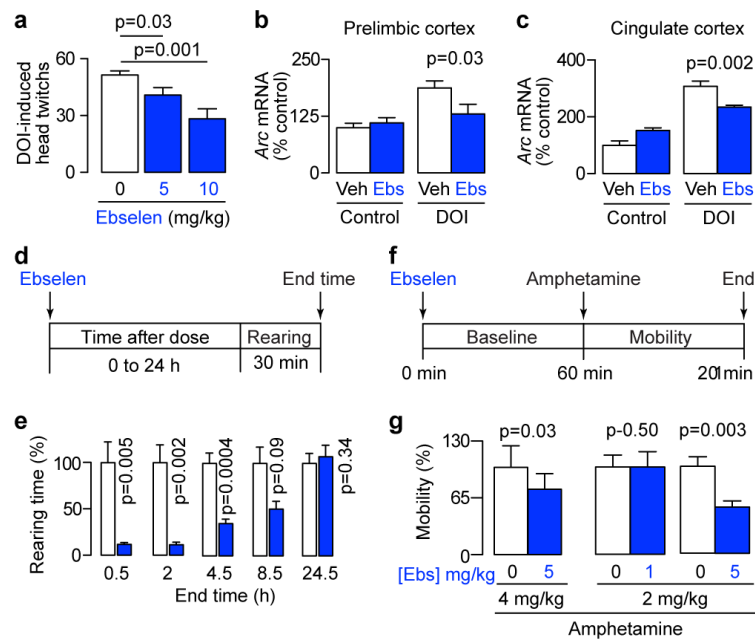 a
p=0.03
p=0.001
DOI-induced
head twitchs
60
30
0
0 5 10
Ebselen (mg/kg)
b
Prelimbic cortex
Arc mRNA
(% control)
250
125
0
p=0.03
Veh Ebs Veh Ebs
Control DOI
c
Cingulate cortex
Arc mRNA
(% control)
400
200
0
p=0.002
Veh Ebs Veh Ebs
Control DOI
d
Ebselen End time
Time after dose Rearing
0 to 24 h 30 min
f
Ebselen Amphetamine End
Baseline Mobility
0 min 60 min 201min
e
Rearing time (%)
100
50
0
p=0.005
p=0.002
p=0.0004
p=0.09
p=0.34
0.5 2 4.5 8.5 24.5
End time (h)
g
Mobility (%)
130
65
0
p=0.03 p-0.50 p=0.003
[Ebs] mg/kg 0 5 0 1 0 5
4 mg/kg 2 mg/kg
Amphetamine